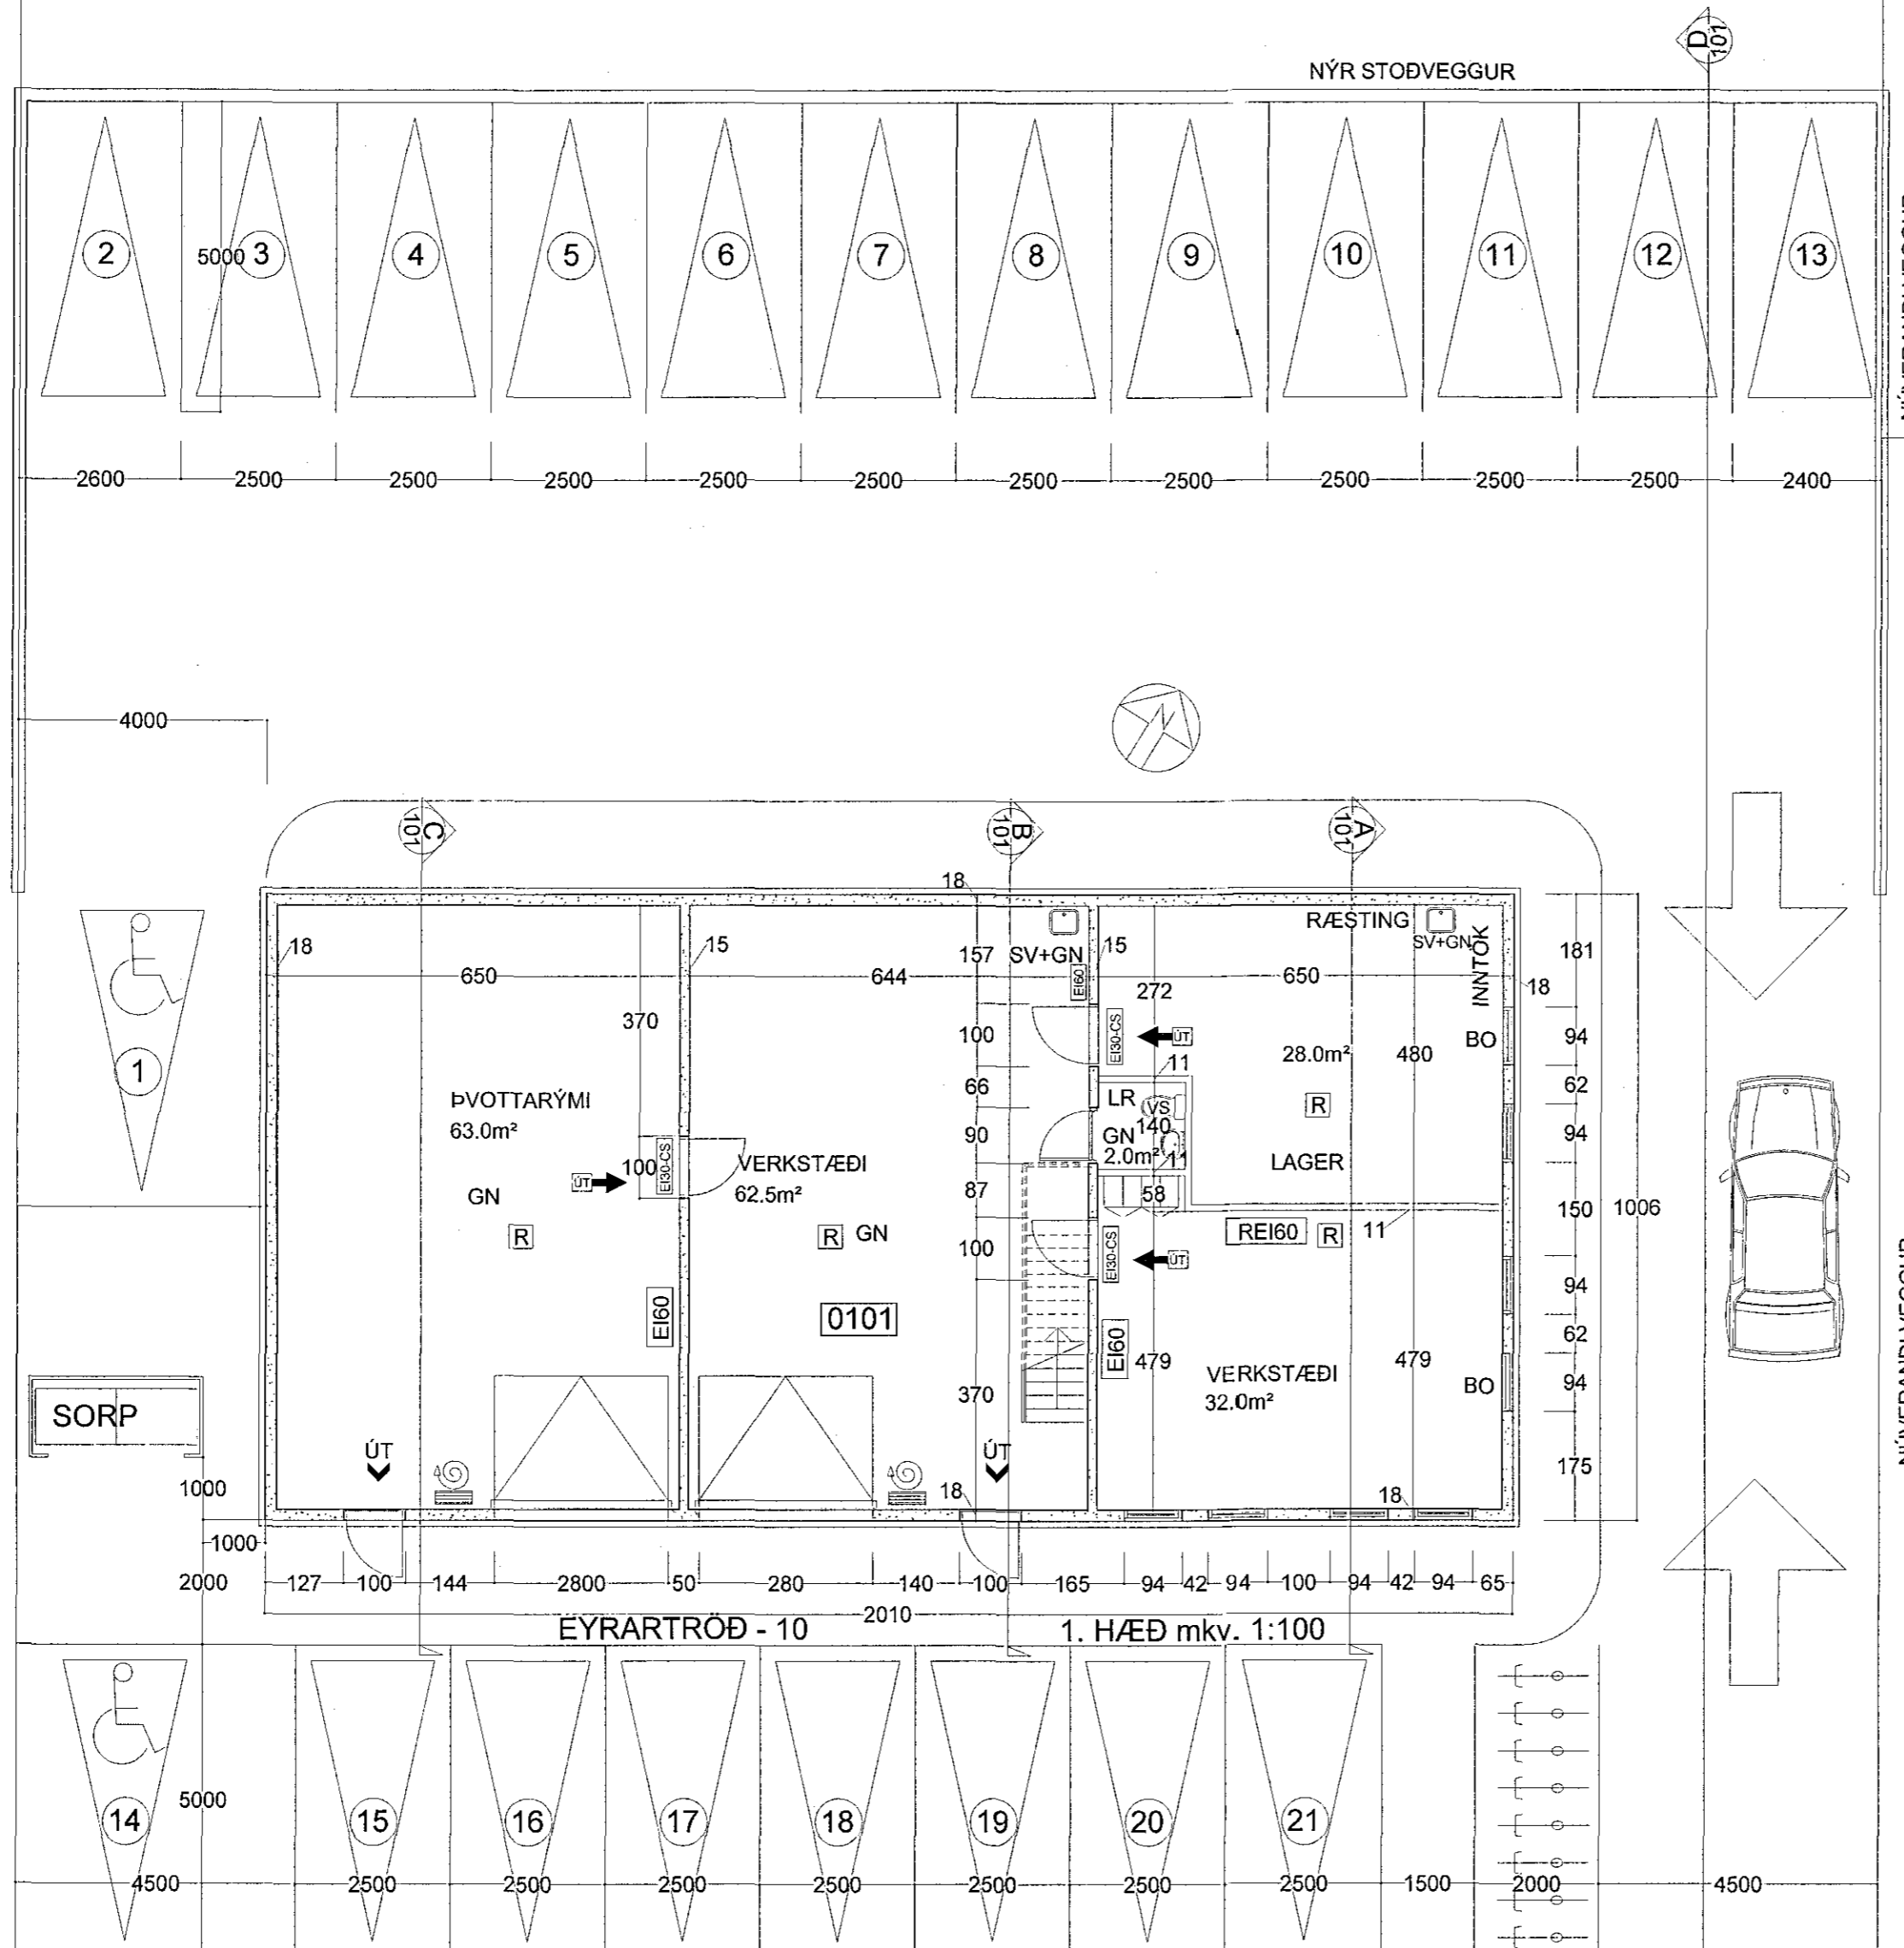 D
101
NÝR STOÐVEGGUR
2 3 4 5 6 7 8 9 10 11 12 13
5000
2600 2500 2500 2500 2500 2500 2500 2500 2500 2500 2500 2400
4000
N
C
101
B
101
A
101
18
18 15 157 SV+GN 15 RÆSTING SV+GN INNTÖK 181
650 644 EI60 650 18
370 272
100 EI30-CS ÚT 28.0m² 480 BO 94
1
11
66 LR VS R 62
ÞVOTTARÝMI
63.0m²
90 GN 140 94
2.0m² 11 LAGER
100 EI30-CS VERKSTÆÐI
62.5m²
ÚT
GN
87 58 150 1006
R R GN 100 EI30-CS ÚT REI60 R 11
94
EI60 0101 EI60 62
479 VERKSTÆÐI 479
32.0m²
BO 94
370
SORP
ÚT ÚT
175
1000 18 18
1000
2000 127 100 144 2800 50 280 140 100 165 94 42 94 100 94 42 94 65
2010
EYRARTRÖÐ - 10 1. HÆÐ mkv. 1:100
NÚVERANDI VEGGUR
NÚVERANDI VEGGUR
5000
14 15 16 17 18 19 20 21
4500 2500 2500 2500 2500 2500 2500 2500 1500 2000 4500